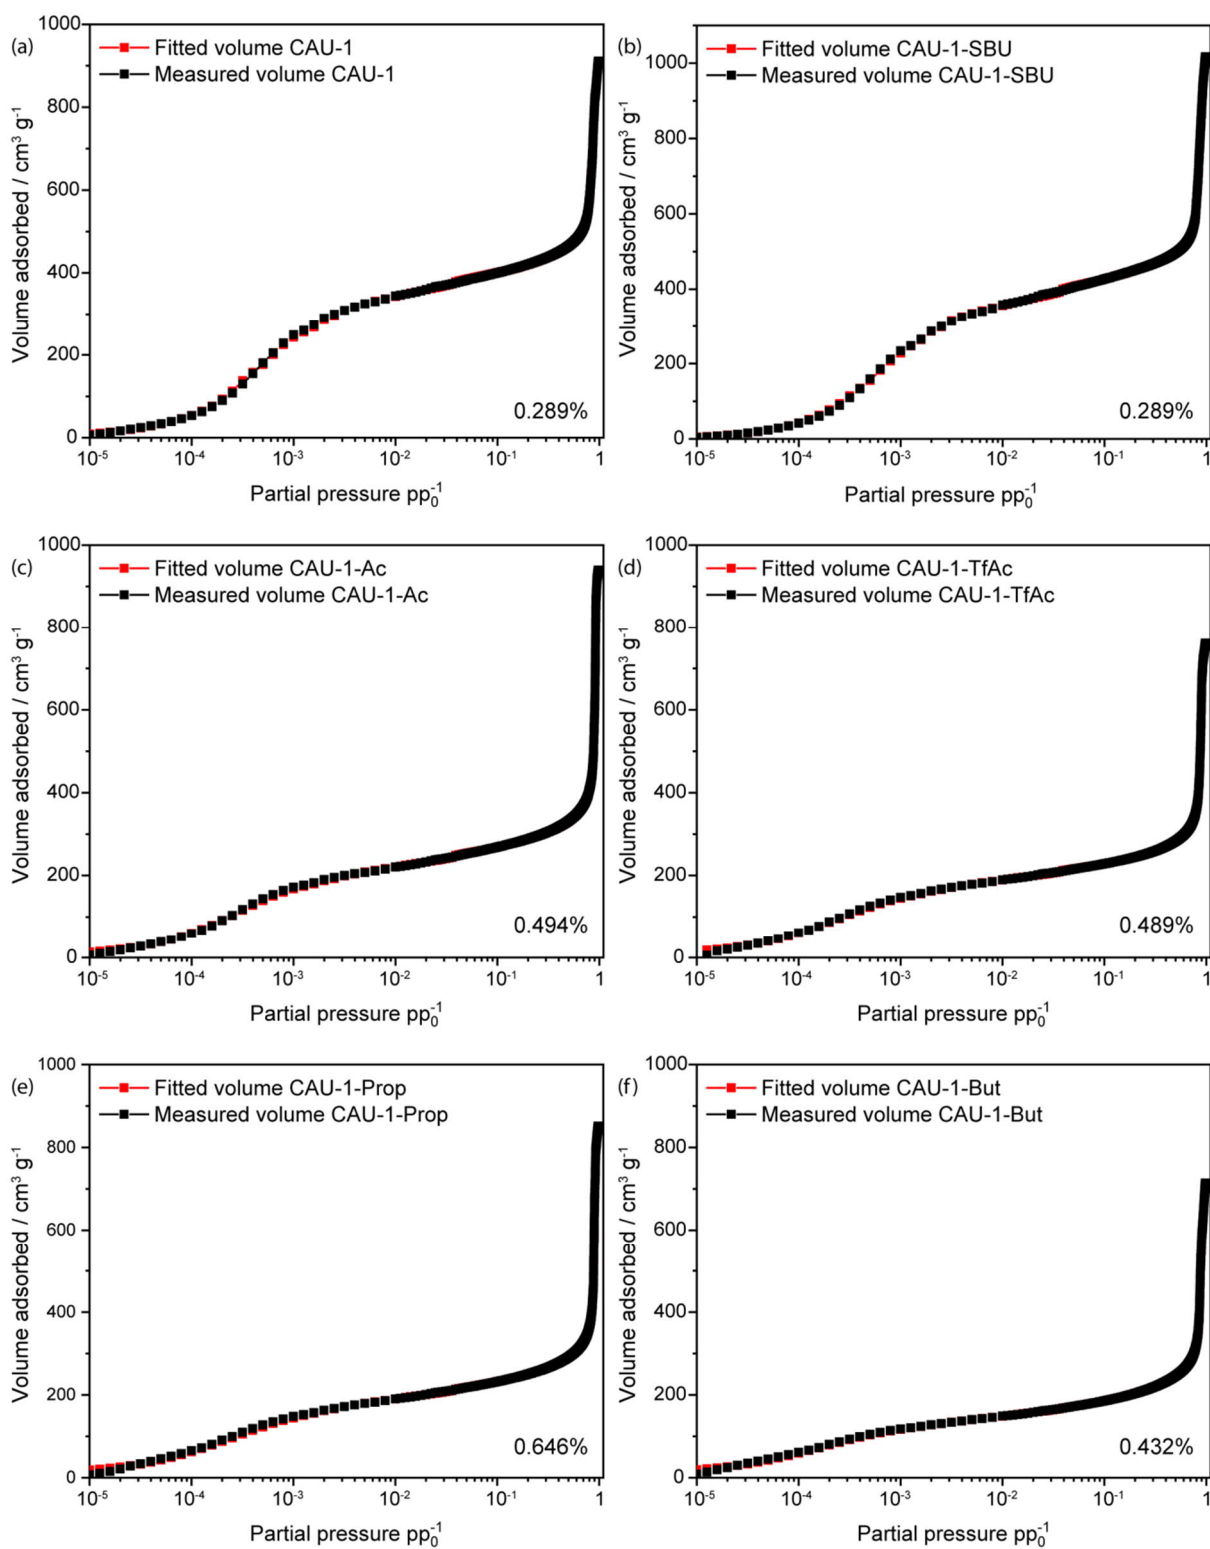 (a)
Fitted volume CAU-1
Measured volume CAU-1
Volume adsorbed / cm³ g⁻¹
1000
800
600
400
200
0
0.289%
10⁻⁵ 10⁻⁴ 10⁻³ 10⁻² 10⁻¹ 1
Partial pressure pp₀⁻¹
(b)
Fitted volume CAU-1-SBU
Measured volume CAU-1-SBU
Volume adsorbed / cm³ g⁻¹
1000
800
600
400
200
0
0.289%
10⁻⁵ 10⁻⁴ 10⁻³ 10⁻² 10⁻¹ 1
Partial pressure pp₀⁻¹
(c)
Fitted volume CAU-1-Ac
Measured volume CAU-1-Ac
Volume adsorbed / cm³ g⁻¹
1000
800
600
400
200
0
0.494%
10⁻⁵ 10⁻⁴ 10⁻³ 10⁻² 10⁻¹ 1
Partial pressure pp₀⁻¹
(d)
Fitted volume CAU-1-TfAc
Measured volume CAU-1-TfAc
Volume adsorbed / cm³ g⁻¹
1000
800
600
400
200
0
0.489%
10⁻⁵ 10⁻⁴ 10⁻³ 10⁻² 10⁻¹ 1
Partial pressure pp₀⁻¹
(e)
Fitted volume CAU-1-Prop
Measured volume CAU-1-Prop
Volume adsorbed / cm³ g⁻¹
1000
800
600
400
200
0
0.646%
10⁻⁵ 10⁻⁴ 10⁻³ 10⁻² 10⁻¹ 1
Partial pressure pp₀⁻¹
(f)
Fitted volume CAU-1-But
Measured volume CAU-1-But
Volume adsorbed / cm³ g⁻¹
1000
800
600
400
200
0
0.432%
10⁻⁵ 10⁻⁴ 10⁻³ 10⁻² 10⁻¹ 1
Partial pressure pp₀⁻¹